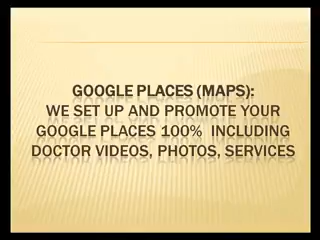 GOOGLE PLACES (MAPS):
WE SET UP AND PROMOTE YOUR
GOOGLE PLACES 100% INCLUDING
DOCTOR VIDEOS, PHOTOS, SERVICES